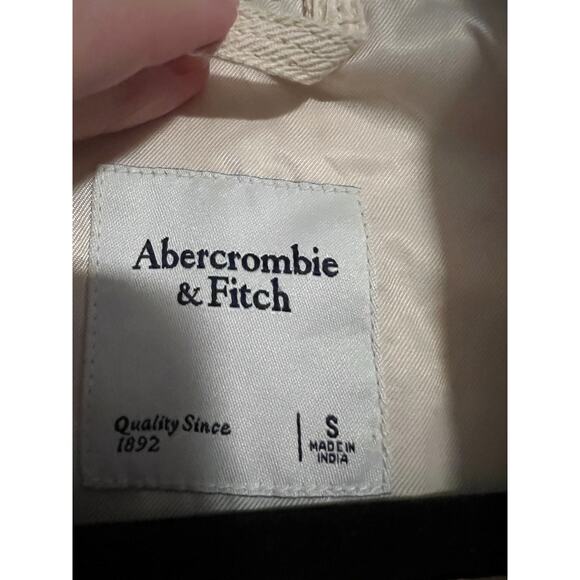 Abercrombie
& Fitch
Quality Since
1892
S
MADE IN
INDIA